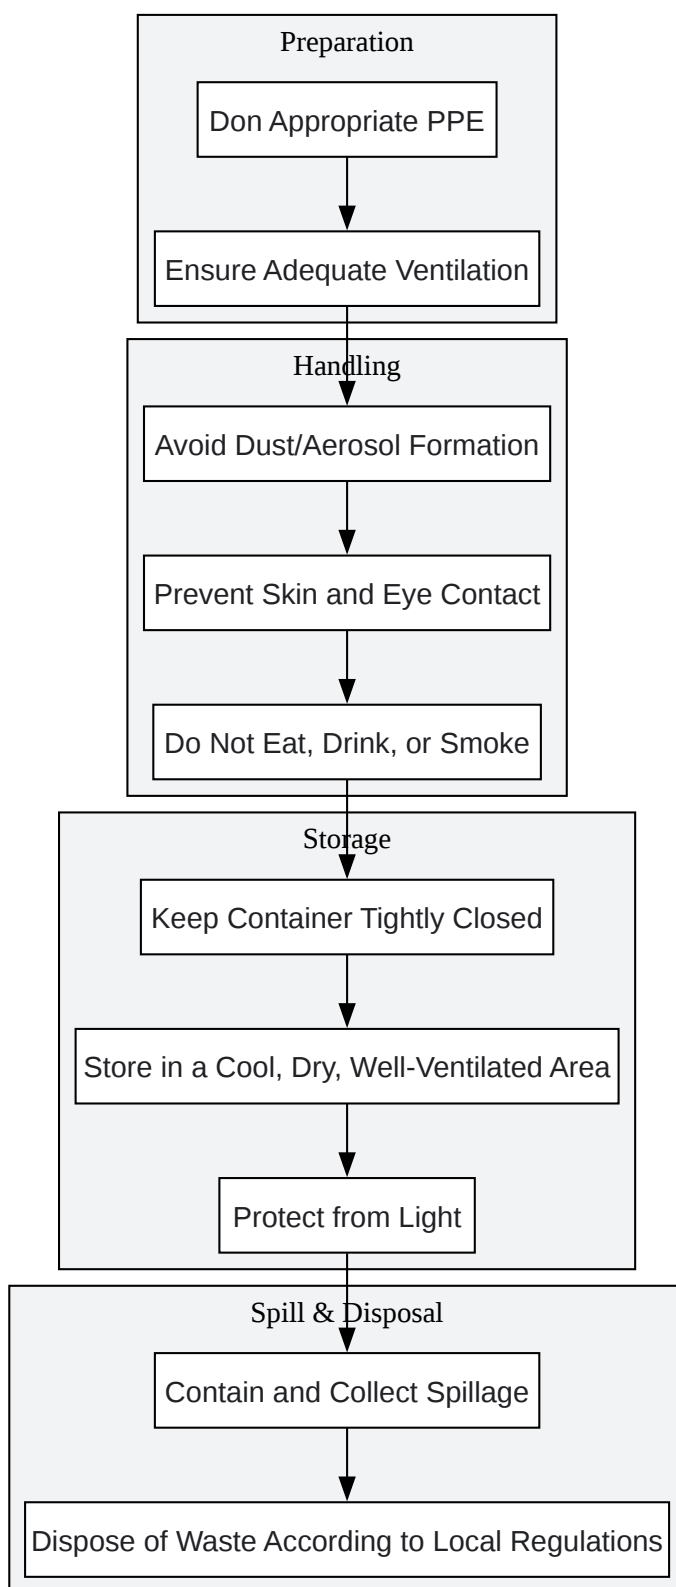 Preparation
Don Appropriate PPE
Ensure Adequate Ventilation
Handling
Avoid Dust/Aerosol Formation
Prevent Skin and Eye Contact
Do Not Eat, Drink, or Smoke
Storage
Keep Container Tightly Closed
Store in a Cool, Dry, Well-Ventilated Area
Protect from Light
Spill & Disposal
Contain and Collect Spillage
Dispose of Waste According to Local Regulations